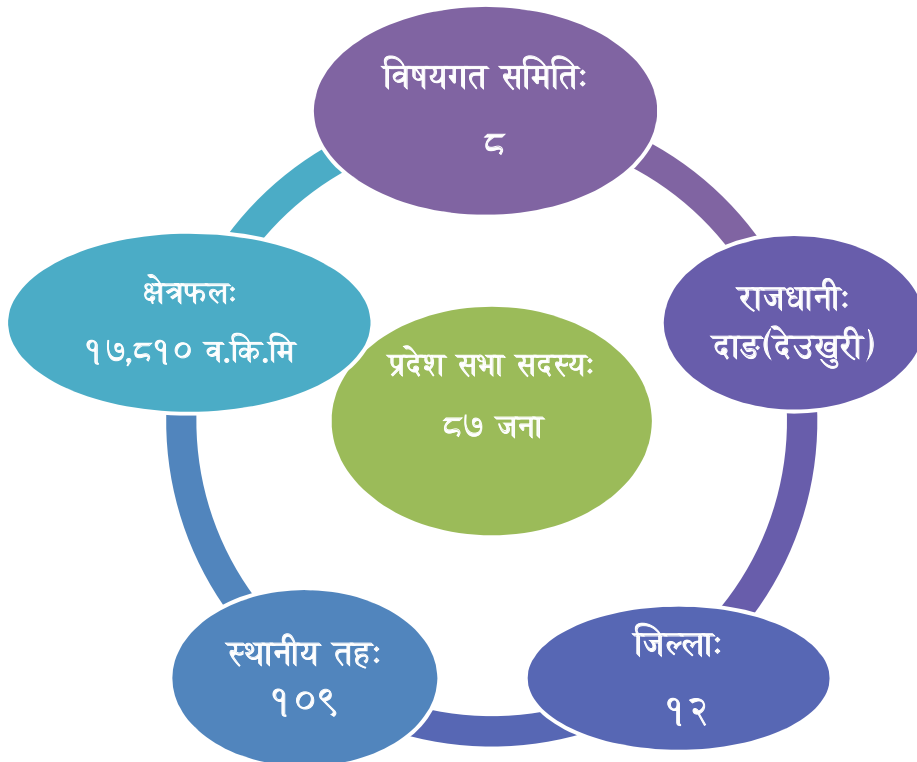 विषयगत समितिः
८
क्षेत्रफलः
१७,८१० व.कि.मि
राजधानीः
दाङ(देउखुरी)
प्रदेश सभा सदस्यः
८७ जना
स्थानीय तहः
१०९
जिल्लाः
१२